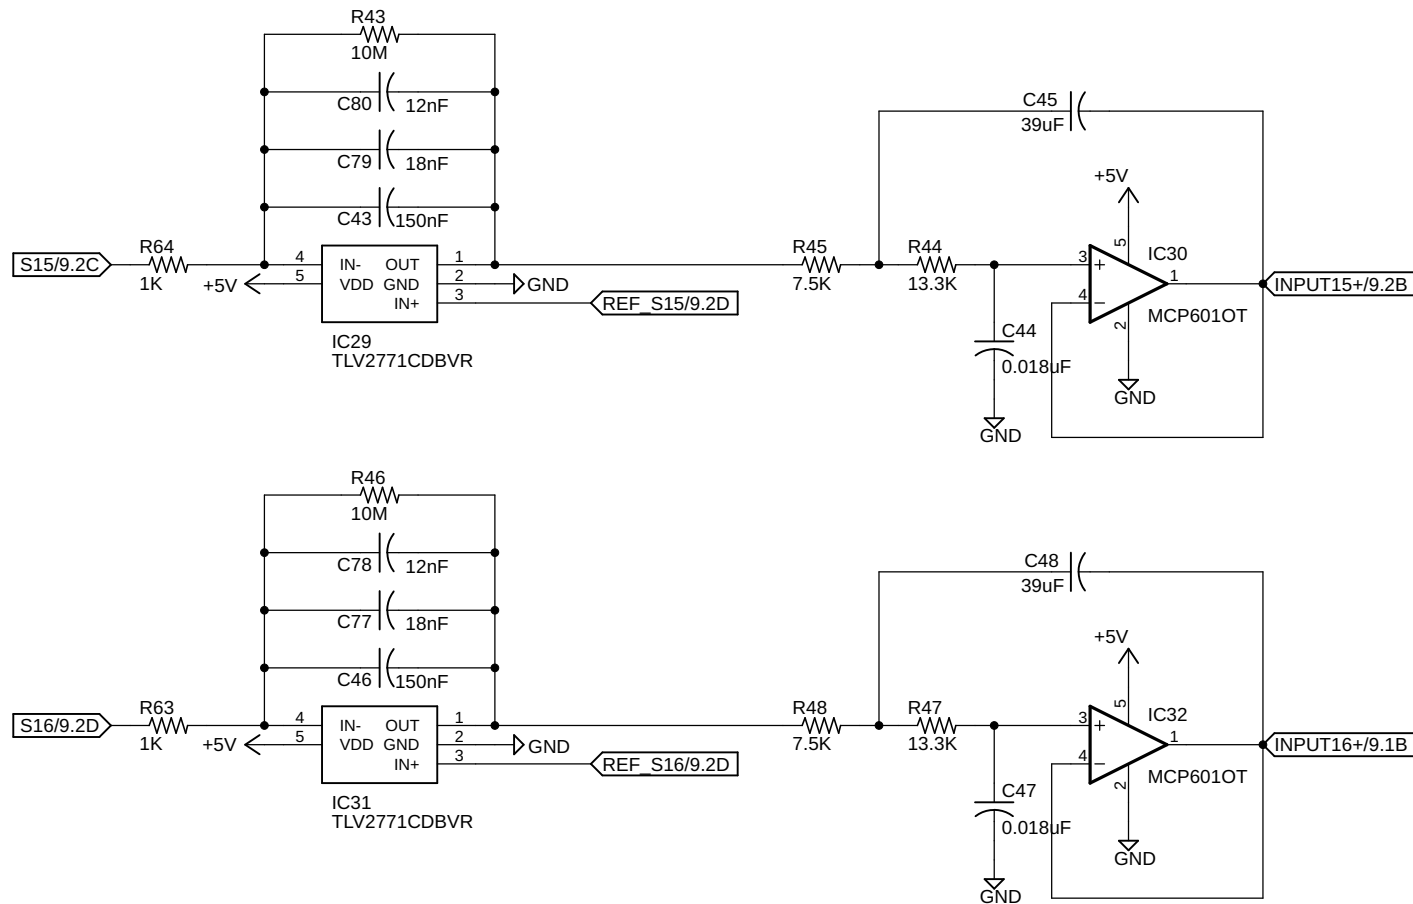 R43
10M
C80
12nF
C79
18nF
C43
150nF
S15/9.2C
R64
1K
+5V
4
5
IN-
VDD
OUT
GND
IN+
1
2
3
GND
REF_S15/9.2D
IC29
TLV2771CDBVR
R45
7.5K
R44
13.3K
C45
39uF
C44
0.018uF
GND
+5V
5
3
4
+
−
2
1
IC30
MCP601OT
GND
INPUT15+/9.2B
R46
10M
C78
12nF
C77
18nF
C46
150nF
S16/9.2D
R63
1K
+5V
4
5
IN-
VDD
OUT
GND
IN+
1
2
3
GND
REF_S16/9.2D
IC31
TLV2771CDBVR
R48
7.5K
R47
13.3K
C48
39uF
C47
0.018uF
GND
+5V
5
3
4
+
−
2
1
IC32
MCP601OT
GND
INPUT16+/9.1B